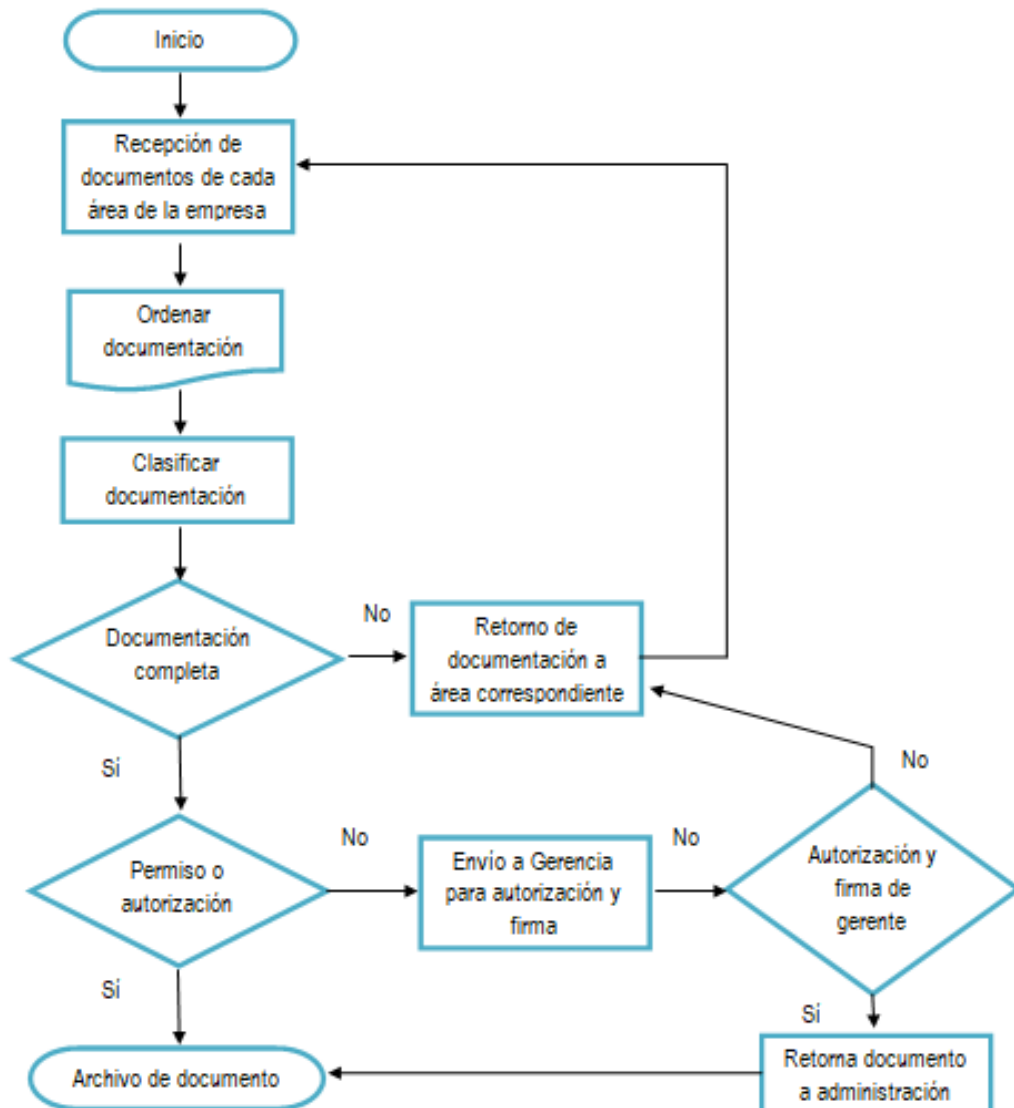 Inicio
Recepción de
documentos de cada
área de la empresa
Ordenar
documentación
Clasificar
documentación
Documentación
completa
No
Retorno de
documentación a
área correspondiente
Sí
No
Permiso o
autorización
No
Envío a Gerencia
para autorización y
firma
No
Autorización y
firma de
gerente
Sí
Sí
Archivo de documento
Retorna documento
a administración